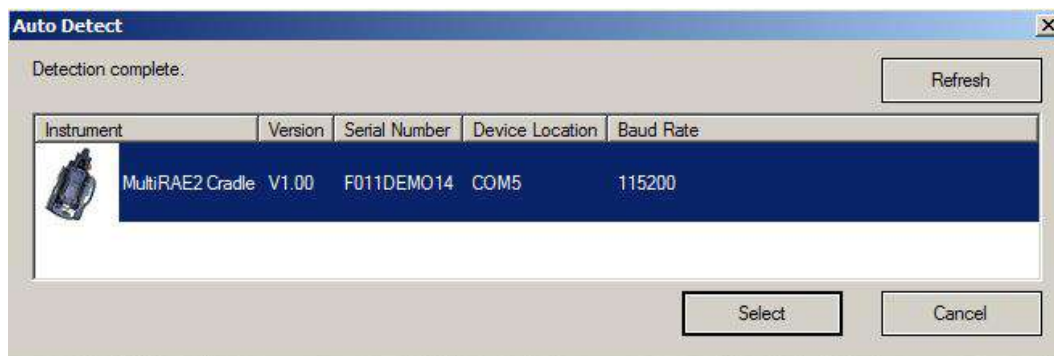 Auto Detect
Detection complete.
Refresh
Instrument Version Serial Number Device Location Baud Rate
MultiRAE2 Cradle V1.00 F011DEMO14 COM5 115200
Select Cancel